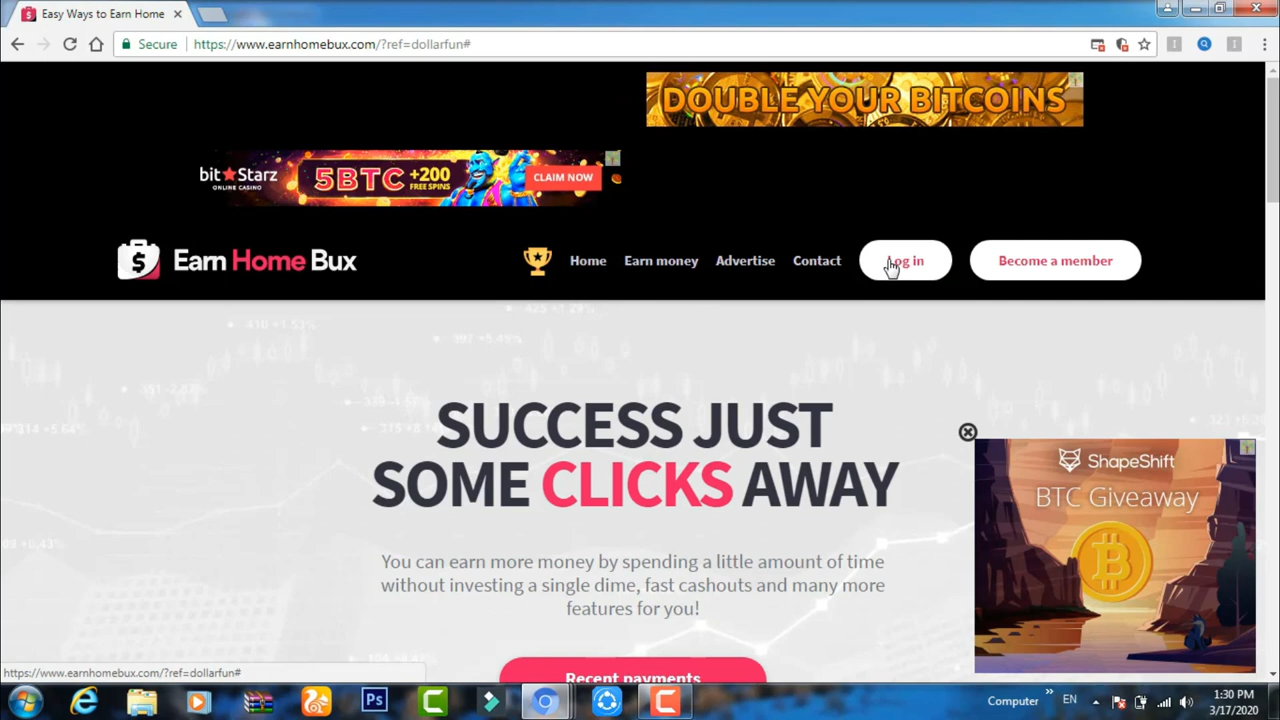 Easy Ways to Earn Home
Secure
https://www.earnhomebux.com/?ref=dollarfun#
DOUBLE YOUR BITCOINS
bitStarz
ONLINE CASINO
5BTC +200
FREE SPINS
CLAIM NOW
Earn Home Bux
Home
Earn money
Advertise
Contact
Log in
Become a member
SUCCESS JUST
SOME CLICKS AWAY
You can earn more money by spending a little amount of time
without investing a single dime, fast cashouts and many more
features for you!
Recent payments
ShapeShift
BTC Giveaway
https://www.earnhomebux.com/?ref=dollarfun#
Ps
Computer
EN
1:30 PM
3/17/2020